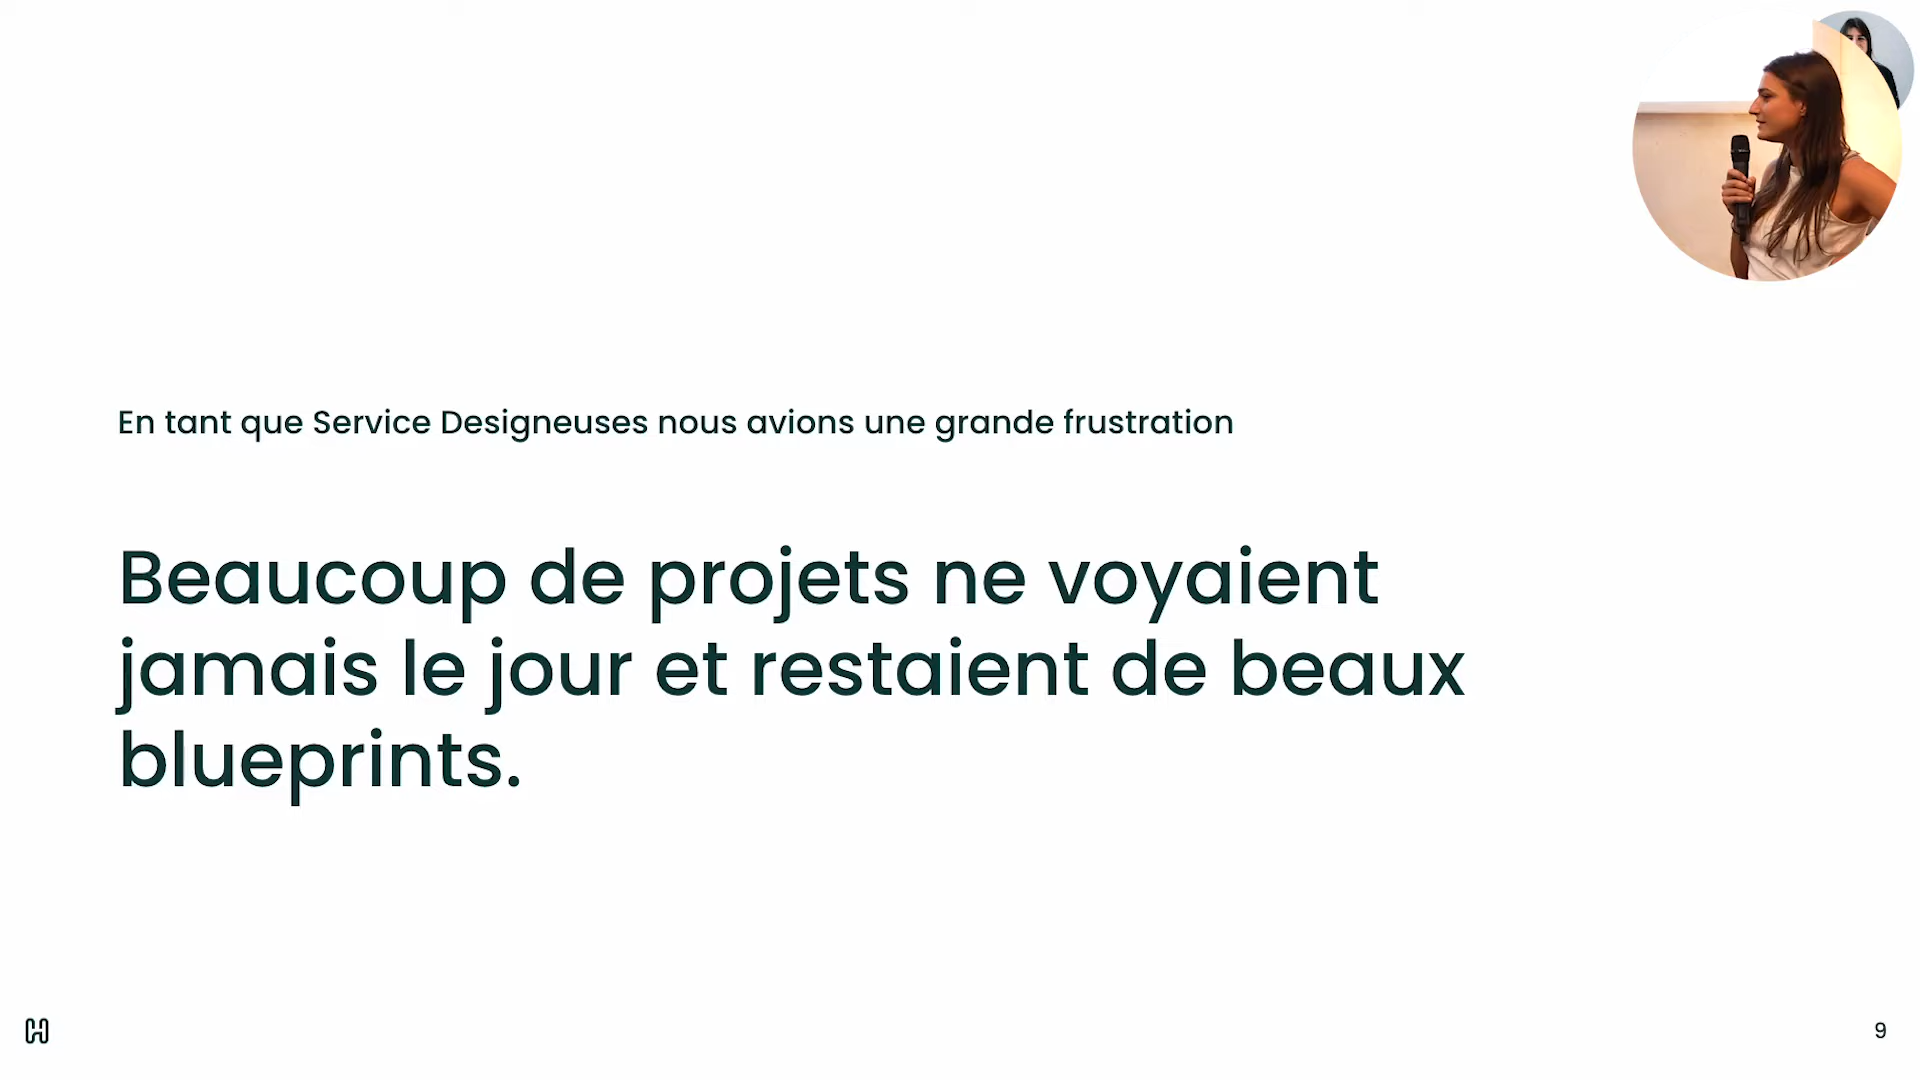 En tant que Service Designeuses nous avions une grande frustration
Beaucoup de projets ne voyaient
jamais le jour et restaient de beaux
blueprints.
9